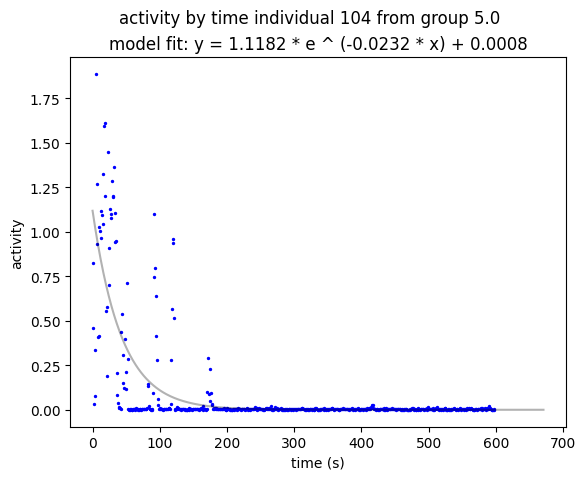 activity by time individual 104 from group 5.0
model fit: y = 1.1182 * e ^ (-0.0232 * x) + 0.0008
1.75
1.50
1.25
1.00
0.75
0.50
0.25
0.00
activity
0 100 200 300 400 500 600 700
time (s)